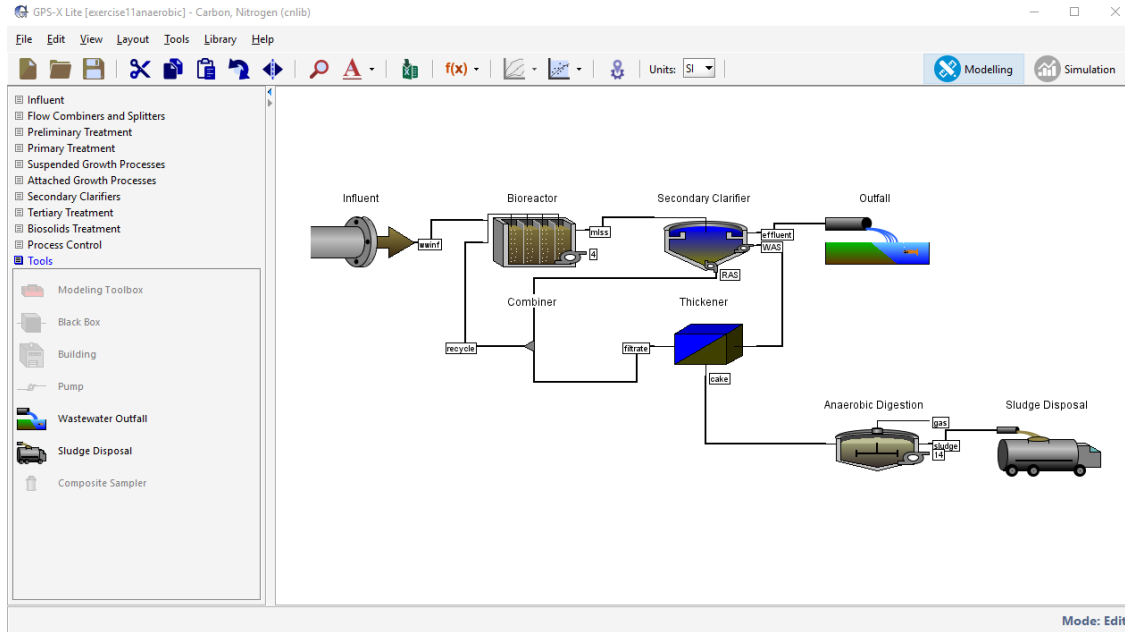 GPS-X Lite [exercise11anaerobic] - Carbon, Nitrogen (cnlib)
File Edit View Layout Tools Library Help
A f(x) Units: SI Modelling Simulation
Influent
Flow Combiners and Splitters
Preliminary Treatment
Primary Treatment
Suspended Growth Processes
Attached Growth Processes
Secondary Clarifiers
Tertiary Treatment
Biosolids Treatment
Process Control
Tools
Modeling Toolbox
Black Box
Building
Pump
Wastewater Outfall
Sludge Disposal
Composite Sampler
Influent Bioreactor Secondary Clarifier Outfall
wwinf mlss effluent
4 WAS
RAS
Combiner Thickener
recycle filtrate
cake
Anaerobic Digestion Sludge Disposal
gas
sludge
14
Mode: Edit